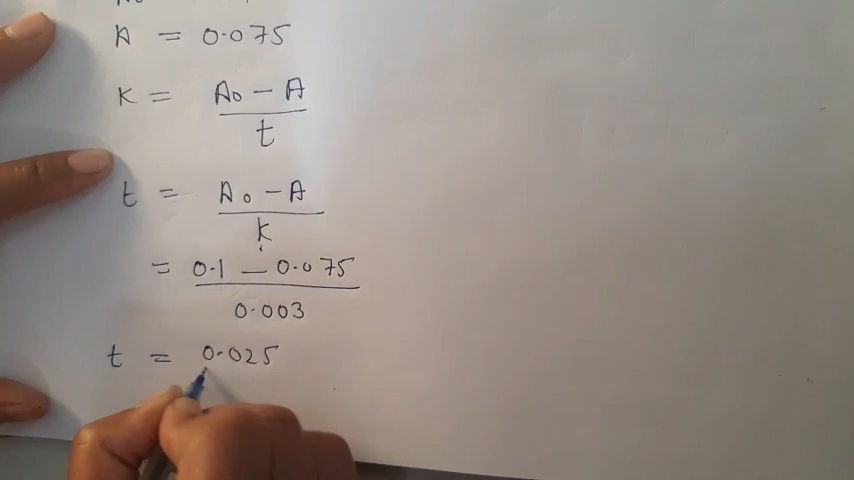 A = 0.075
K = A₀ - A / t
t = A₀ - A / K
= 0.1 - 0.075 / 0.003
t = 0.025